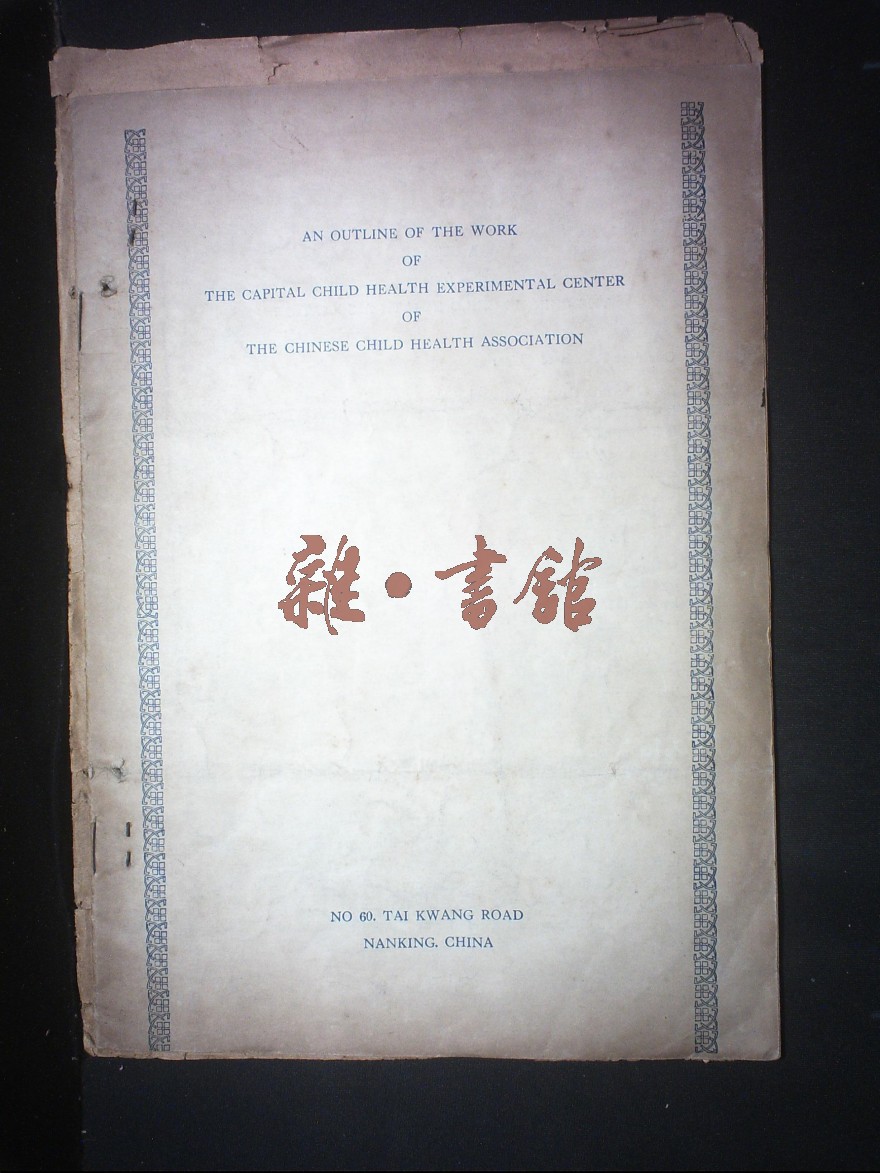 AN OUTLINE OF THE WORK
OF
THE CAPITAL CHILD HEALTH EXPERIMENTAL CENTER
OF
THE CHINESE CHILD HEALTH ASSOCIATION
雜·書館
NO 60. TAI KWANG ROAD
NANKING. CHINA